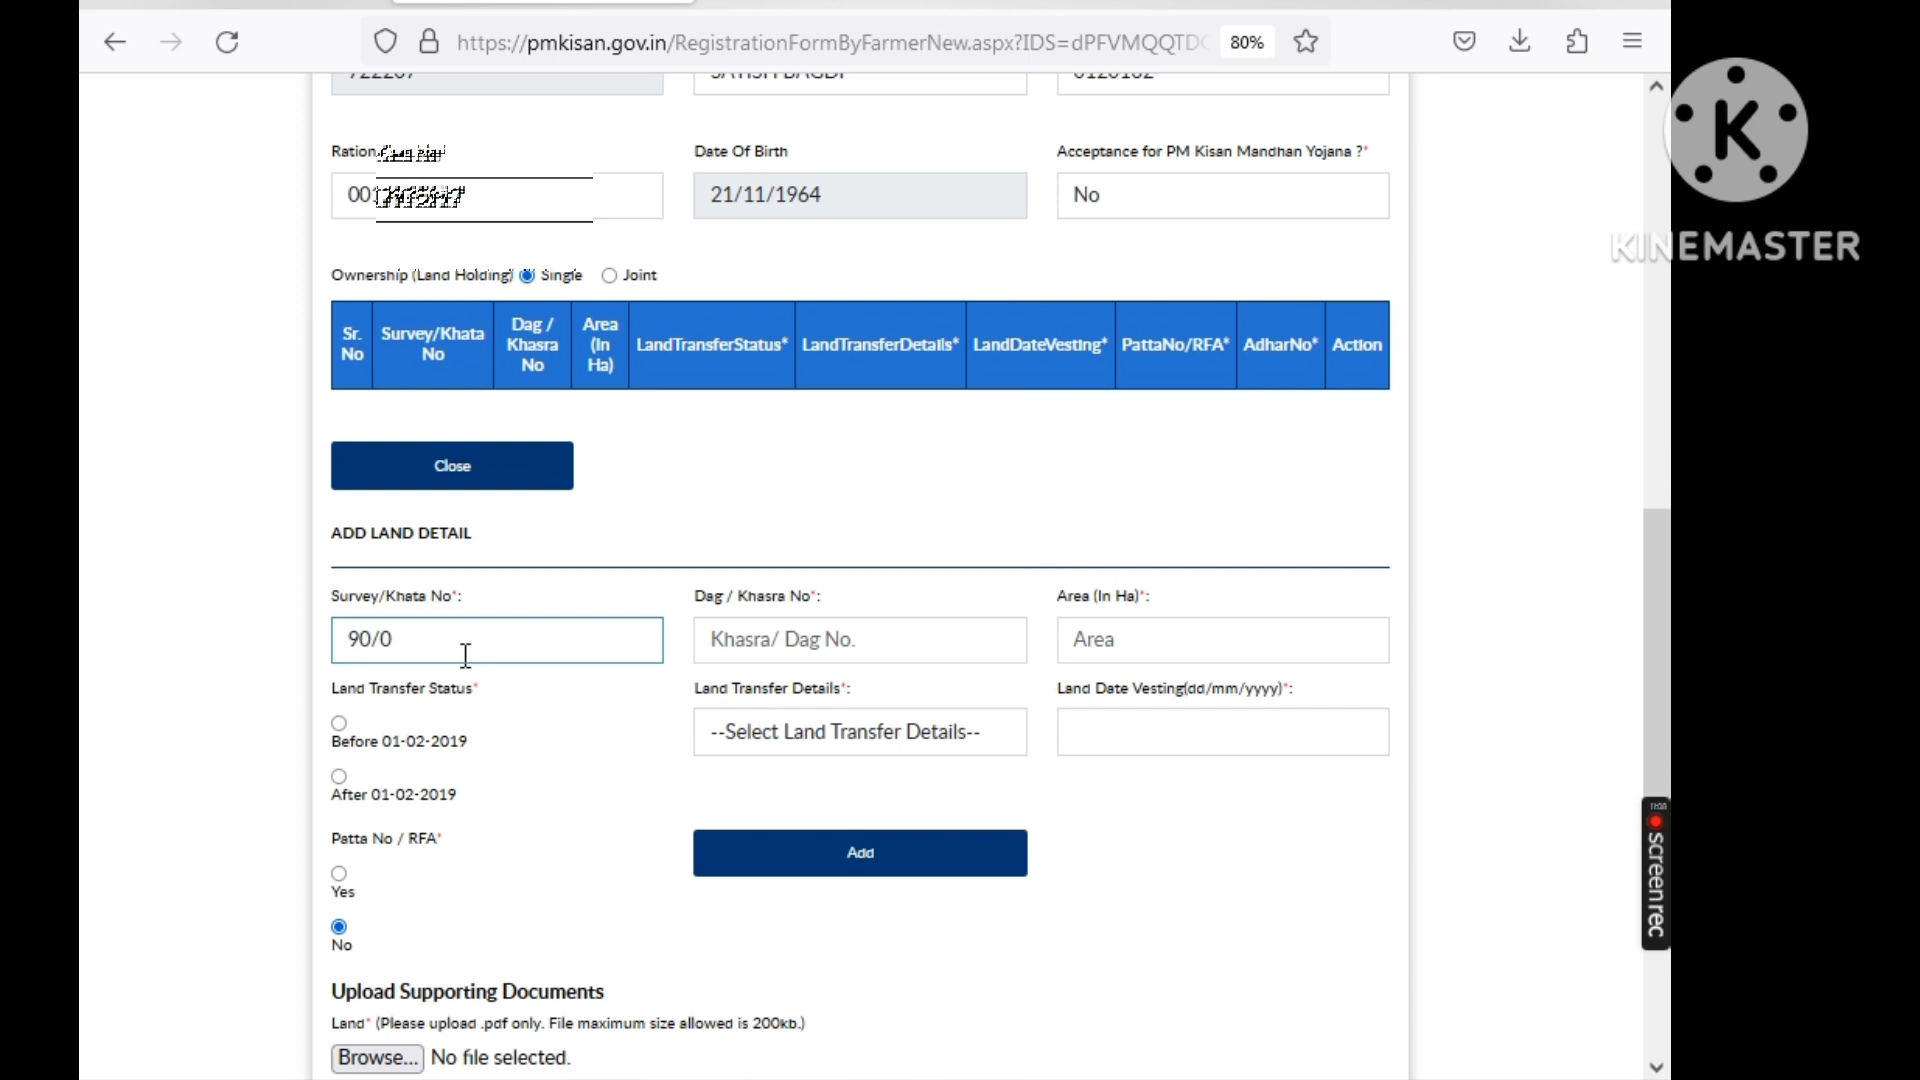 https://pmkisan.gov.in/RegistrationFormByFarmerNew.aspx?IDS=dPFVMQQTD
80%
Ration
Date Of Birth
Acceptance for PM Kisan Mandhan Yojana ?*
001
21/11/1964
No
Ownership (Land Holding) Single Joint
Sr. No
Survey/Khata No
Dag / Khasra No
Area (In Ha)
LandTransferStatus*
LandTransferDetails*
LandDateVesting*
PattaNo/RFA*
AdharNo*
Action
Close
ADD LAND DETAIL
Survey/Khata No*:
Dag / Khasra No*:
Area (In Ha)*:
90/0
Khasra/ Dag No.
Area
Land Transfer Status*
Land Transfer Details*:
Land Date Vesting(dd/mm/yyyy)*:
Before 01-02-2019
--Select Land Transfer Details--
After 01-02-2019
Patta No / RFA*
Add
Yes
No
Upload Supporting Documents
Land* (Please upload .pdf only. File maximum size allowed is 200kb.)
Browse... No file selected.
K
KINEMASTER
screenrec